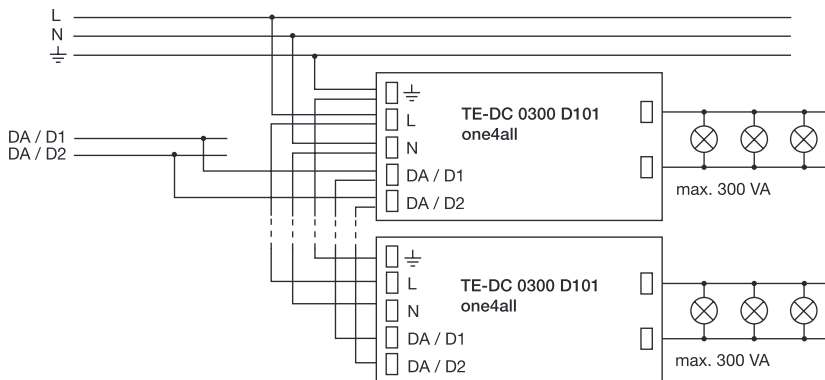 L
N
DA / D1
DA / D2
L
N
DA / D1
DA / D2
TE-DC 0300 D101
one4all
max. 300 VA
L
N
DA / D1
DA / D2
TE-DC 0300 D101
one4all
max. 300 VA